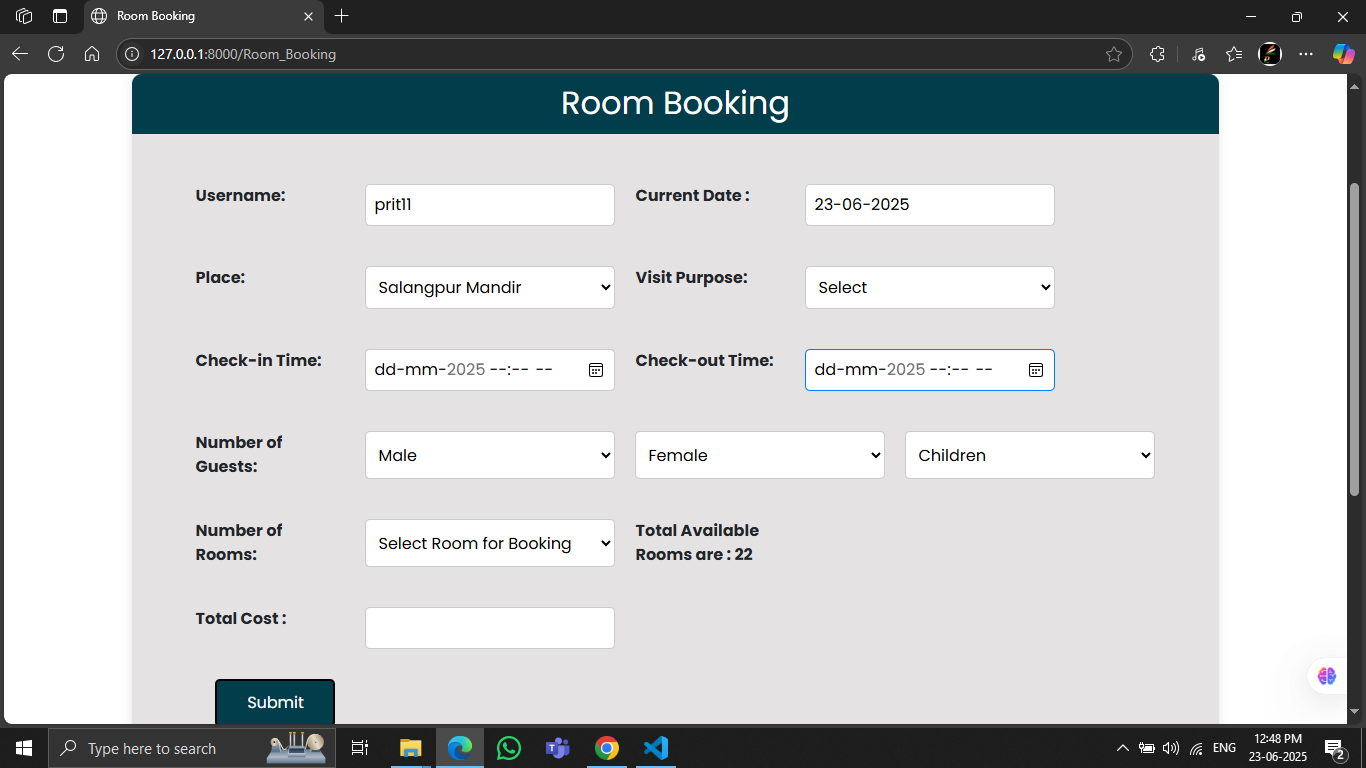 Room Booking
127.0.0.1:8000/Room_Booking
Room Booking
Username: prit11 Current Date : 23-06-2025
Place: Salangpur Mandir Visit Purpose: Select
Check-in Time: dd-mm-2025 --:-- -- Check-out Time: dd-mm-2025 --:-- --
Number of
Guests: Male Female Children
Number of
Rooms: Select Room for Booking Total Available
Rooms are : 22
Total Cost :
Submit
Type here to search
ENG
12:48 PM
23-06-2025
2